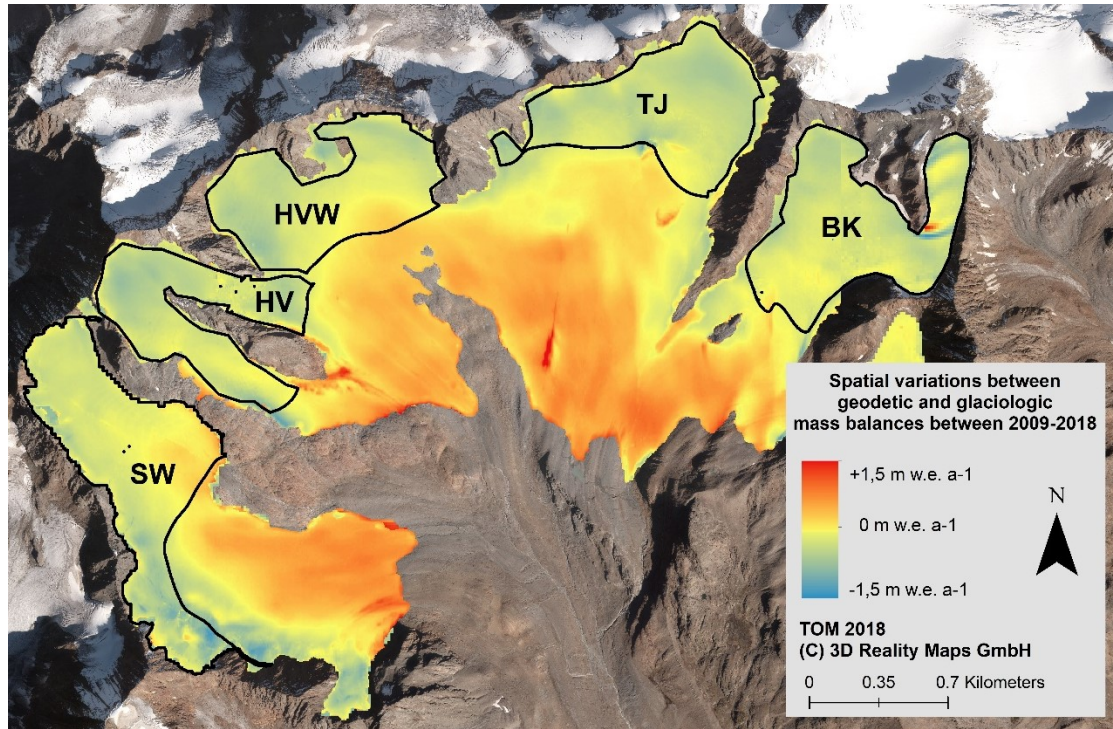 TJ
HVW
BK
HV
SW
Spatial variations between
geodetic and glaciologic
mass balances between 2009-2018
+1,5 m w.e. a-1
0 m w.e. a-1
-1,5 m w.e. a-1
N
TOM 2018
(C) 3D Reality Maps GmbH
0 0.35 0.7 Kilometers